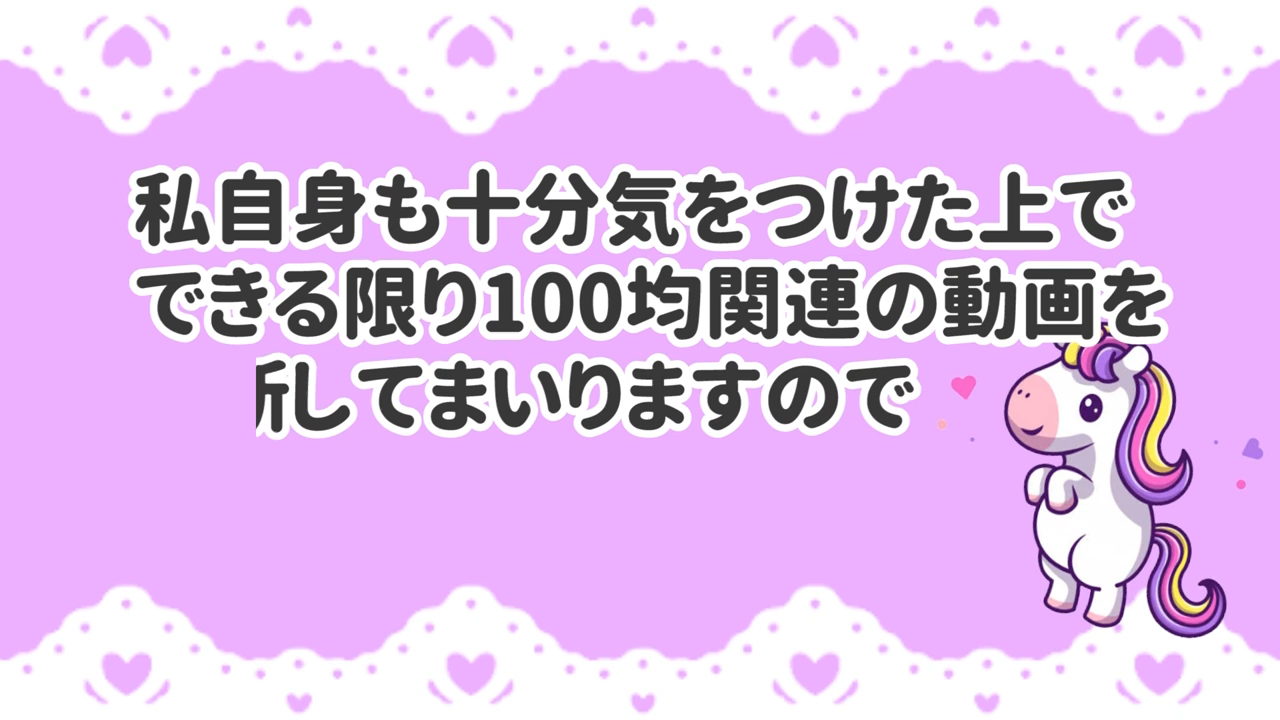 私自身も十分気をつけた上で
できる限り100均関連の動画を
してまいりますので